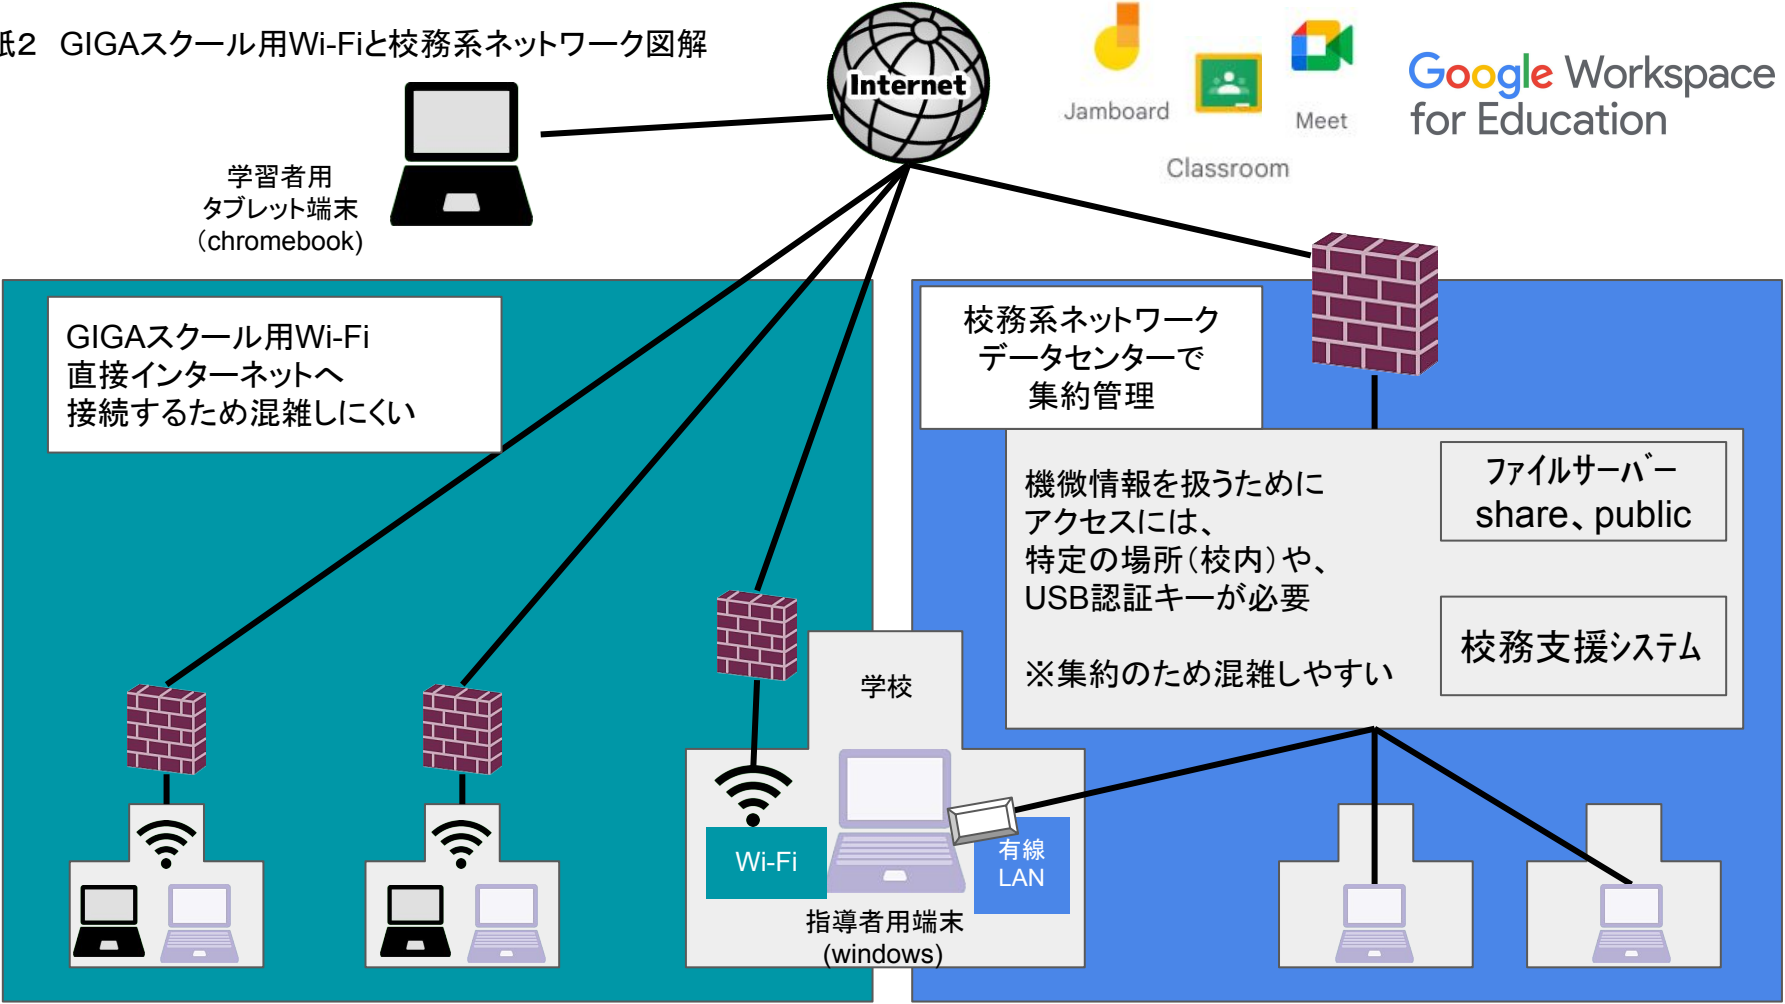 紙2 GIGAスクール用Wi-Fiと校務系ネットワーク図解
Internet
Jamboard
Classroom
Meet
Google Workspace
for Education
学習者用
タブレット端末
(chromebook)
GIGAスクール用Wi-Fi
直接インターネットへ
接続するため混雑しにくい
校務系ネットワーク
データセンターで
集約管理
機微情報を扱うために
アクセスには、
特定の場所(校内)や、
USB認証キーが必要
※集約のため混雑しやすい
ファイルサーバー
share、public
校務支援システム
学校
Wi-Fi
有線
LAN
指導者用端末
(windows)